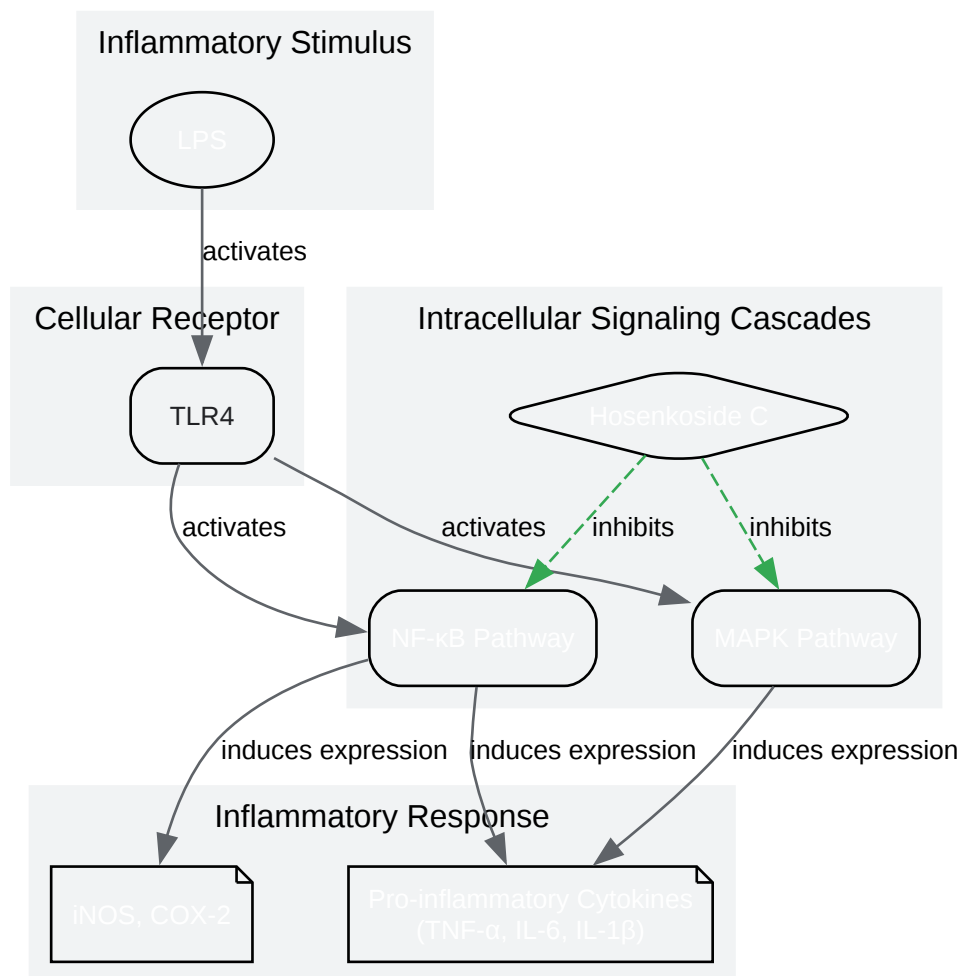 Inflammatory Stimulus
LPS
activates
Cellular Receptor
Intracellular Signaling Cascades
TLR4
Hosenkoside C
activates
activates
inhibits
inhibits
NF-κB Pathway
MAPK Pathway
induces expression
induces expression
induces expression
Inflammatory Response
iNOS, COX-2
Pro-inflammatory Cytokines
(TNF-α, IL-6, IL-1β)